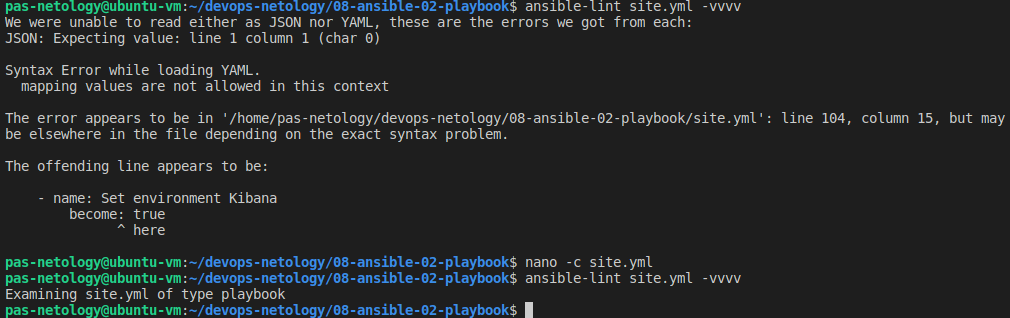 pas-netology@ubuntu-vm:~/devops-netology/08-ansible-02-playbook$ ansible-lint site.yml -vvvv
We were unable to read either as JSON nor YAML, these are the errors we got from each:
JSON: Expecting value: line 1 column 1 (char 0)

Syntax Error while loading YAML.
  mapping values are not allowed in this context

The error appears to be in '/home/pas-netology/devops-netology/08-ansible-02-playbook/site.yml': line 104, column 15, but may
be elsewhere in the file depending on the exact syntax problem.

The offending line appears to be:

    - name: Set environment Kibana
        become: true
              ^ here

pas-netology@ubuntu-vm:~/devops-netology/08-ansible-02-playbook$ nano -c site.yml
pas-netology@ubuntu-vm:~/devops-netology/08-ansible-02-playbook$ ansible-lint site.yml -vvvv
Examining site.yml of type playbook
pas-netology@ubuntu-vm:~/devops-netology/08-ansible-02-playbook$